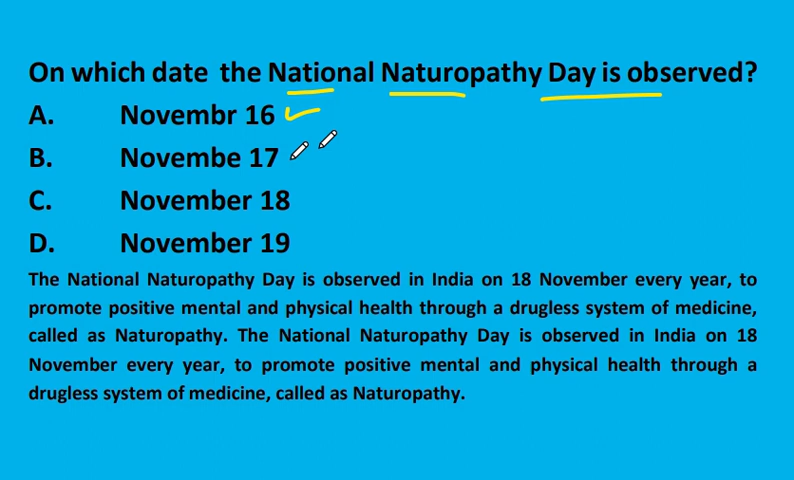 On which date the National Naturopathy Day is observed?
A. Novembr 16
B. Novembe 17
C. November 18
D. November 19
The National Naturopathy Day is observed in India on 18 November every year, to
promote positive mental and physical health through a drugless system of medicine,
called as Naturopathy. The National Naturopathy Day is observed in India on 18
November every year, to promote positive mental and physical health through a
drugless system of medicine, called as Naturopathy.